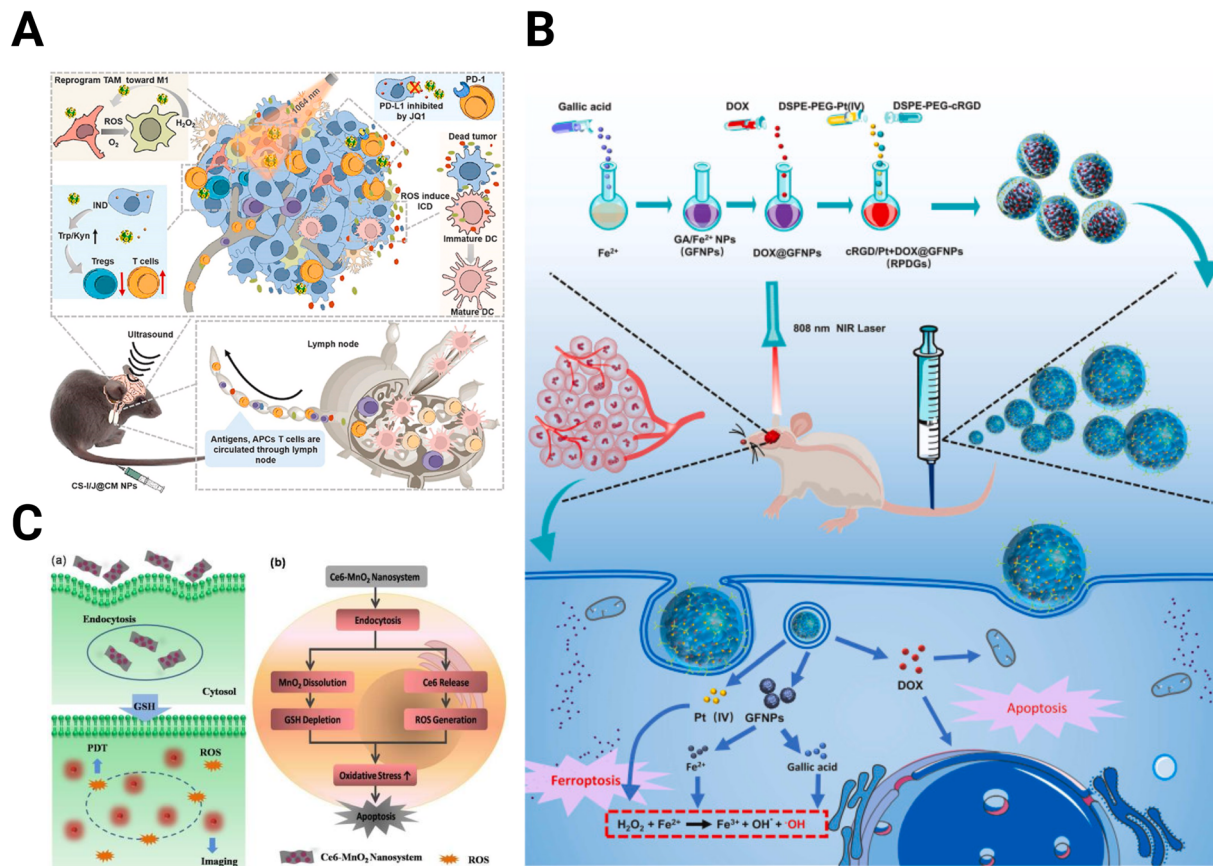 A
Reprogram TAM toward M1
ROS
O₂
H₂O₂
1064 nm
PD-L1 inhibited
by JQ1
PD-1
Dead tumor
ROS induce
ICD
Immature DC
Mature DC
IND
Trp/Kyn
Tregs
T cells
Ultrasound
Lymph node
Antigens, APCs T cells are
circulated through lymph
node
CS-I/J@CM NPs
B
Gallic acid
DOX
DSPE-PEG-Pt(IV)
DSPE-PEG-cRGD
Fe²⁺
GA/Fe²⁺ NPs
(GFNPs)
DOX@GFNPs
cRGD/Pt+DOX@GFNPs
(RPDGs)
808 nm NIR Laser
Pt (IV)
GFNPs
DOX
Apoptosis
Ferroptosis
Fe²⁺
Gallic acid
H₂O₂ + Fe²⁺ → Fe³⁺ + OH⁻ + ·OH
C
(a)
Endocytosis
Cytosol
GSH
PDT
ROS
Imaging
(b)
Ce6-MnO₂ Nanosystem
Endocytosis
MnO₂ Dissolution
Ce6 Release
GSH Depletion
ROS Generation
Oxidative Stress ↑
Apoptosis
Ce6-MnO₂ Nanosystem
ROS